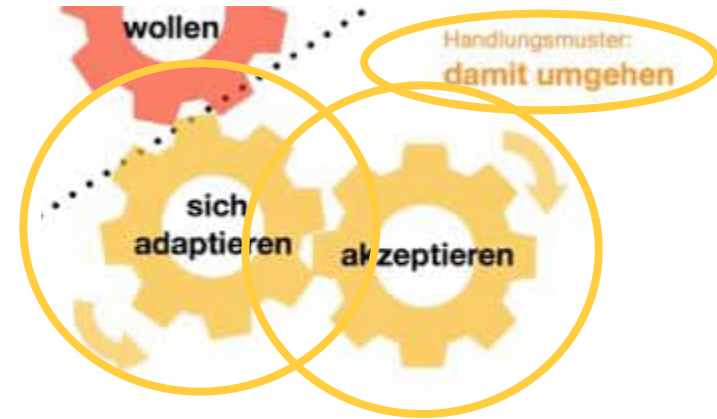 wollen
Handlungsmuster:
damit umgehen
sich
adaptieren
akzeptieren